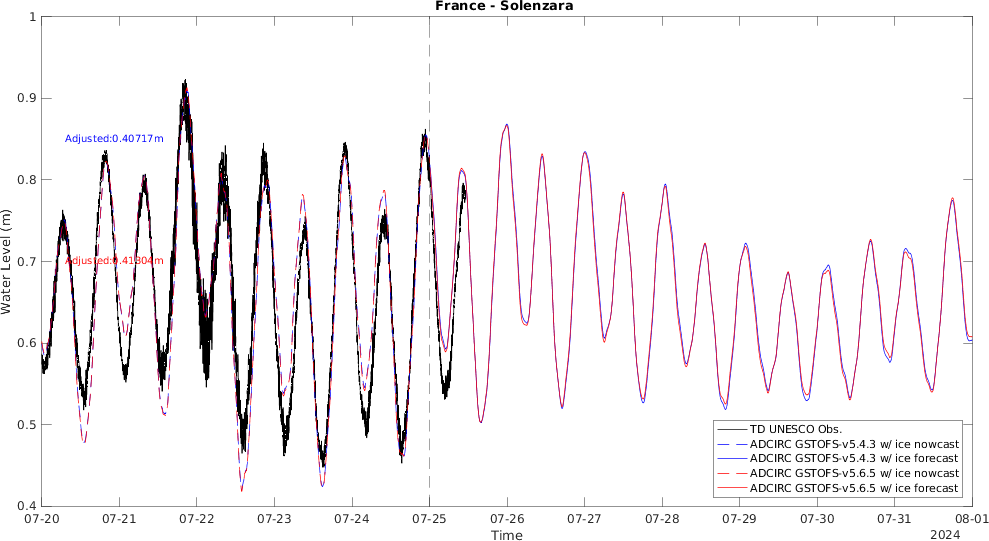 France - Solenzara
Water Level (m)
1
0.9
0.8
0.7
0.6
0.5
0.4
Adjusted:0.40717m
Adjusted:0.41304m
TD UNESCO Obs.
ADCIRC GSTOFS-v5.4.3 w/ ice nowcast
ADCIRC GSTOFS-v5.4.3 w/ ice forecast
ADCIRC GSTOFS-v5.6.5 w/ ice nowcast
ADCIRC GSTOFS-v5.6.5 w/ ice forecast
07-20 07-21 07-22 07-23 07-24 07-25 07-26 07-27 07-28 07-29 07-30 07-31 08-01
Time
2024